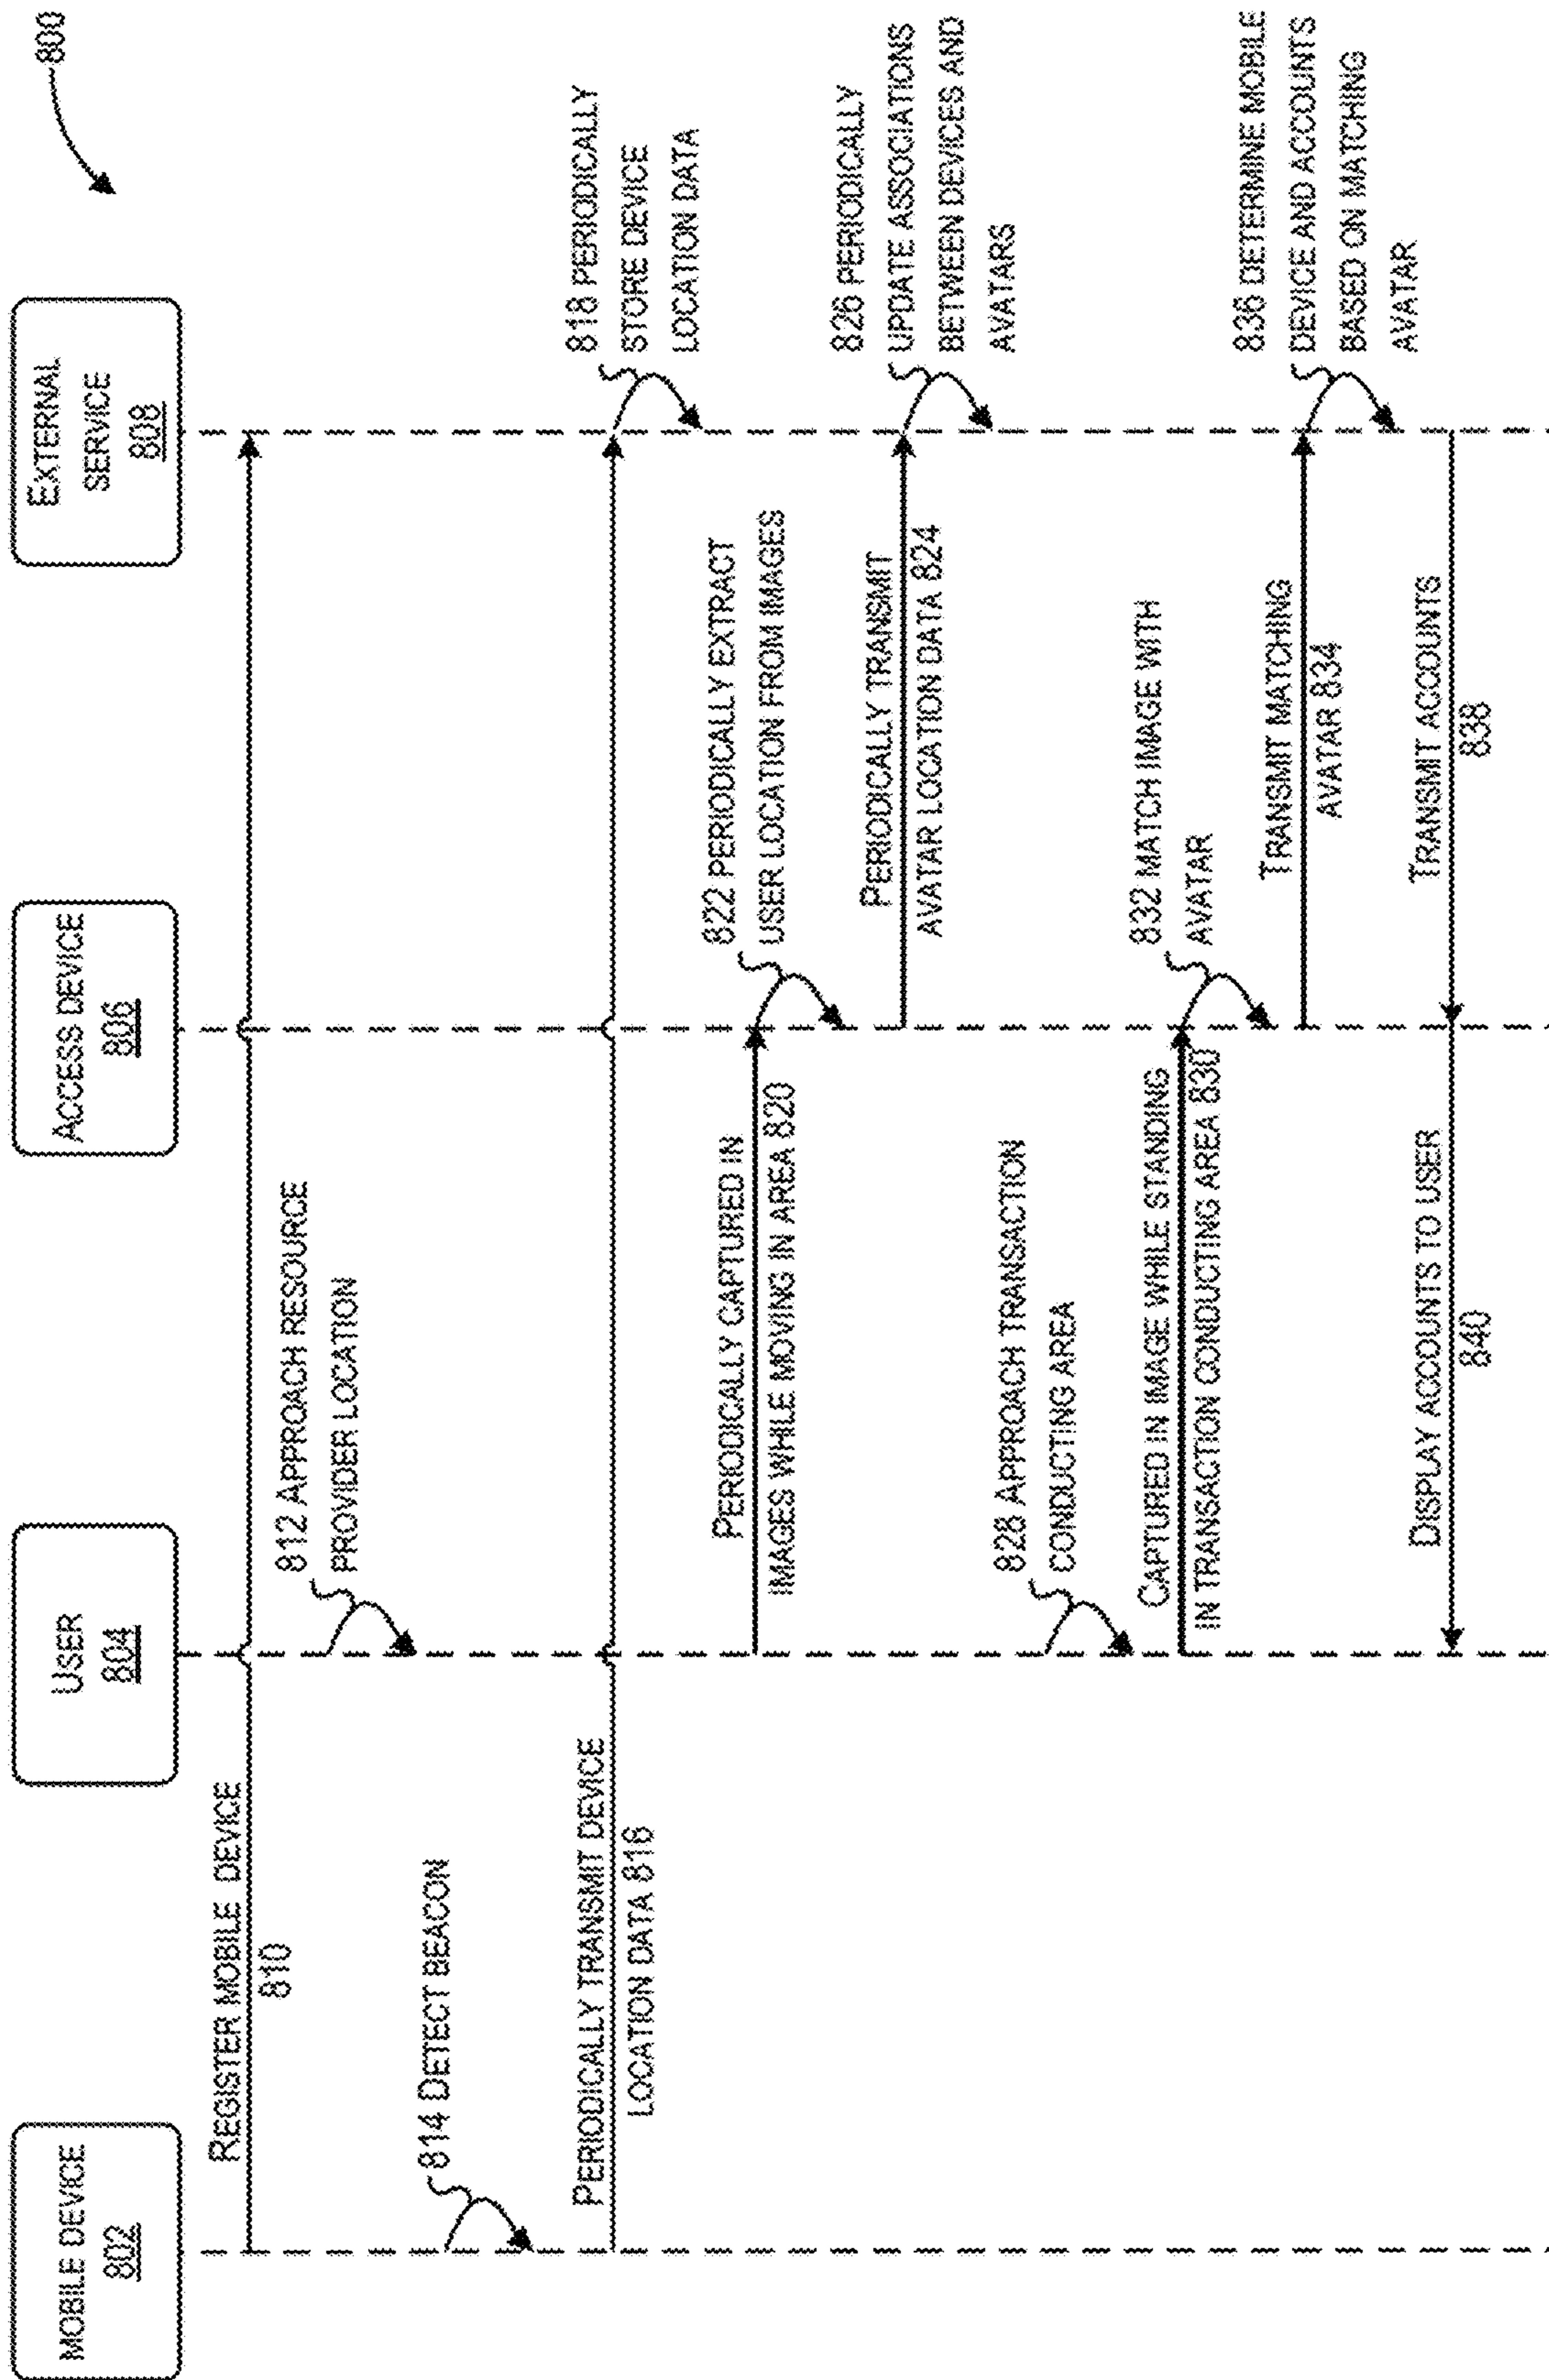 800
MOBILE DEVICE
802
USER
804
ACCESS DEVICE
806
EXTERNAL
SERVICE
808
REGISTER MOBILE DEVICE
810
812 APPROACH RESOURCE
PROVIDER LOCATION
814 DETECT BEACON
PERIODICALLY TRANSMIT DEVICE
LOCATION DATA 816
818 PERIODICALLY
STORE DEVICE
LOCATION DATA
PERIODICALLY CAPTURED IN
IMAGES WHILE MOVING IN AREA 820
822 PERIODICALLY EXTRACT
USER LOCATION FROM IMAGES
PERIODICALLY TRANSMIT
AVATAR LOCATION DATA 824
826 PERIODICALLY
UPDATE ASSOCIATIONS
BETWEEN DEVICES AND
AVATARS
828 APPROACH TRANSACTION
CONDUCTING AREA
CAPTURED IN IMAGE WHILE STANDING
IN TRANSACTION CONDUCTING AREA 830
832 MATCH IMAGE WITH
AVATAR
TRANSMIT MATCHING
AVATAR 834
836 DETERMINE MOBILE
DEVICE AND ACCOUNTS
BASED ON MATCHING
AVATAR
TRANSMIT ACCOUNTS
838
DISPLAY ACCOUNTS TO USER
840